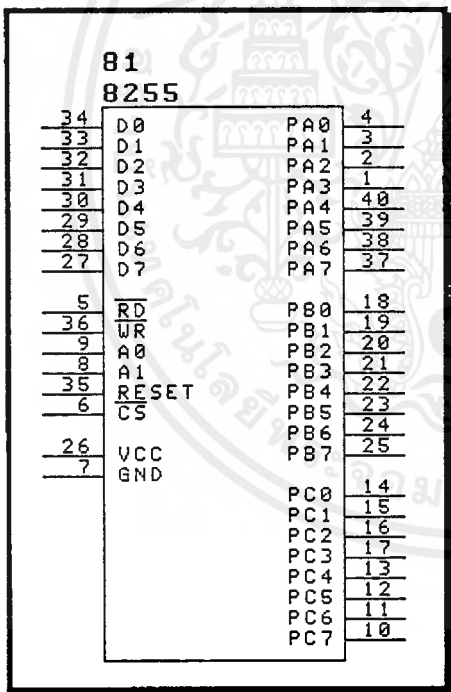 81
8255
34 D0 PA0 4
33 D1 PA1 3
32 D2 PA2 2
31 D3 PA3 1
30 D4 PA4 40
29 D5 PA5 39
28 D6 PA6 38
27 D7 PA7 37
5 RD PB0 18
36 WR PB1 19
9 A0 PB2 20
8 A1 PB3 21
35 RESET PB4 22
6 CS PB5 23
PB6 24
26 VCC PB7 25
7 GND
PC0 14
PC1 15
PC2 16
PC3 17
PC4 13
PC5 12
PC6 11
PC7 10